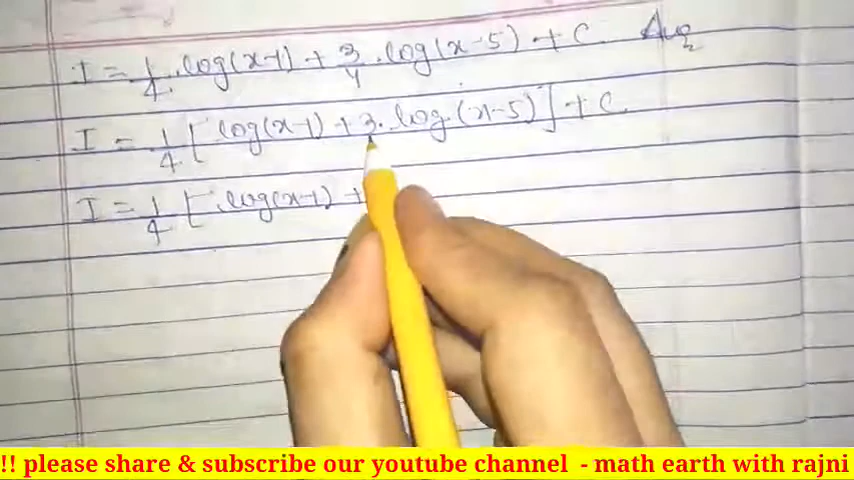 I = 1/4 . log(x-1) + 3/4 . log(x-5) + C Ans
I = 1/4 [ log(x-1) + 3. log (x-5) ] + C
I = 1/4 [ log(x-1) +
!! please share & subscribe our youtube channel - math earth with rajni